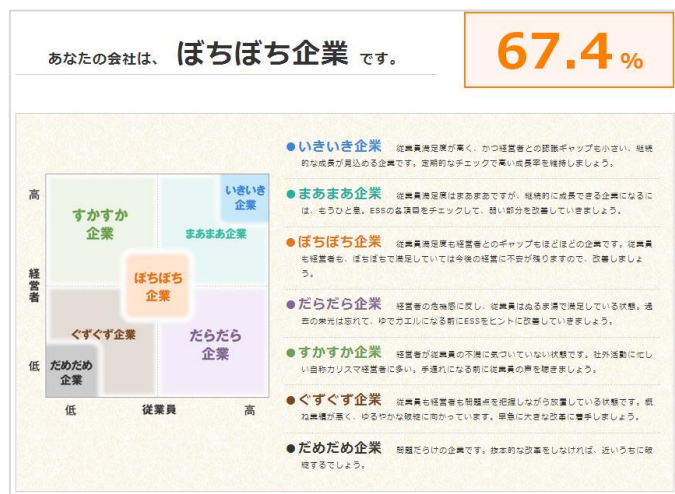 あなたの会社は、 ぼちぼち企業 です。
67.4 %
高
経営者
低
すかすか
企業
いきいき
企業
まあまあ企業
ぼちぼち
企業
ぐずぐず企業
だらだら
企業
だめだめ
企業
低
従業員
高
●いきいき企業 従業員満足度が高く、かつ経営者との認識ギャップも小さい、継続
的な成長が見込める企業です。定期的なチェックで高い成長率を維持しましょう。
●まあまあ企業 従業員満足度はまあまあですが、継続的に成長できる企業になるに
は、もうひと息。ESSの各項目をチェックして、弱い部分を改善していきましょう。
●ぼちぼち企業 従業員満足度も経営者とのギャップもほどほどの企業です。従業員
も経営者も、ぼちぼちで満足していては今後の経営に不安が残りますので、改善しましょ
う。
●だらだら企業 経営者の危機感に反し、従業員はぬるま湯で満足している状態。過
去の栄光は忘れて、ゆでガエルになる前にESSをヒントに改善していきましょう。
●すかすか企業 経営者が従業員の不満に気づいていない状態です。社外活動に忙し
い自称カリスマ経営者に多い。手遅れになる前に従業員の声を聴きましょう。
●ぐずぐず企業 従業員も経営者も問題点を把握しながら放置している状態です。概
ね業績が悪く、ゆるやかな破綻に向かっています。早急に大きな改革に着手しましょう。
●だめだめ企業 問題だらけの企業です。抜本的な改革をしなければ、近いうちに破
綻するでしょう。